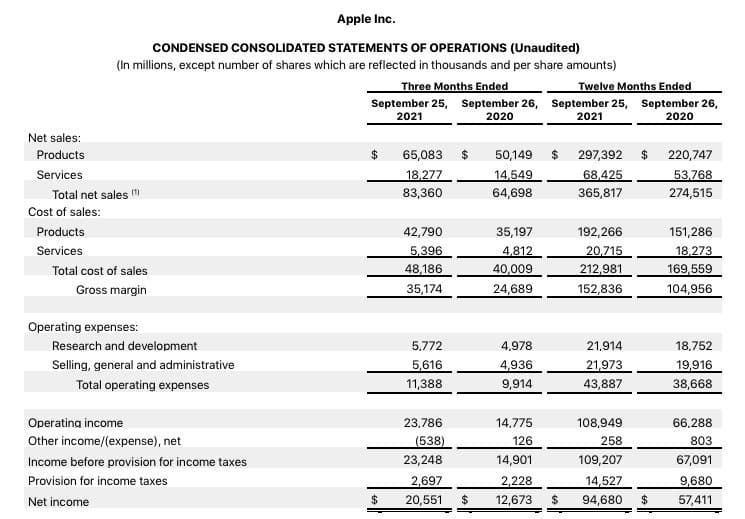 Apple Inc.
CONDENSED CONSOLIDATED STATEMENTS OF OPERATIONS (Unaudited)
(In millions, except number of shares which are reflected in thousands and per share amounts)
Three Months Ended Twelve Months Ended
September 25, 2021 September 26, 2020 September 25, 2021 September 26, 2020
Net sales:
Products $ 65,083 $ 50,149 $ 297,392 $ 220,747
Services 18,277 14,549 68,425 53,768
Total net sales (1) 83,360 64,698 365,817 274,515
Cost of sales:
Products 42,790 35,197 192,266 151,286
Services 5,396 4,812 20,715 18,273
Total cost of sales 48,186 40,009 212,981 169,559
Gross margin 35,174 24,689 152,836 104,956
Operating expenses:
Research and development 5,772 4,978 21,914 18,752
Selling, general and administrative 5,616 4,936 21,973 19,916
Total operating expenses 11,388 9,914 43,887 38,668
Operating income 23,786 14,775 108,949 66,288
Other income/(expense), net (538) 126 258 803
Income before provision for income taxes 23,248 14,901 109,207 67,091
Provision for income taxes 2,697 2,228 14,527 9,680
Net income $ 20,551 $ 12,673 $ 94,680 $ 57,411